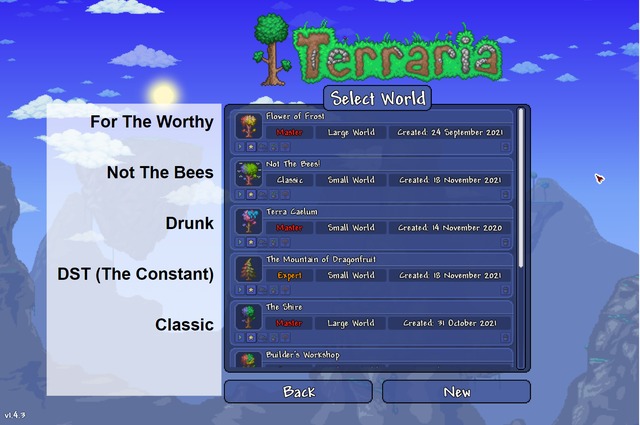 Terraria
Select World
For The Worthy
Flower of Frost
Master Large World Created: 24 September 2021
Not The Bees
Not The Bees!
Classic Small World Created: 18 November 2021
Drunk
Terra Caelum
Master Small World Created: 14 November 2020
DST (The Constant)
The Mountain of Dragonfruit
Expert Small World Created: 18 November 2021
Classic
The Shire
Master Large World Created: 31 October 2021
Builder's Workshop
Back New
v1.4.3